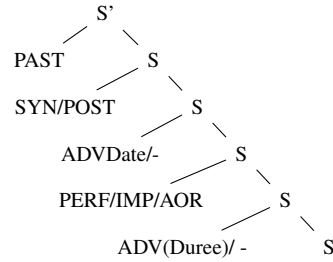 S’
PAST S
SYN/POST S
ADVDate/- S
PERF/IMP/AOR S
ADV(Duree)/ - S